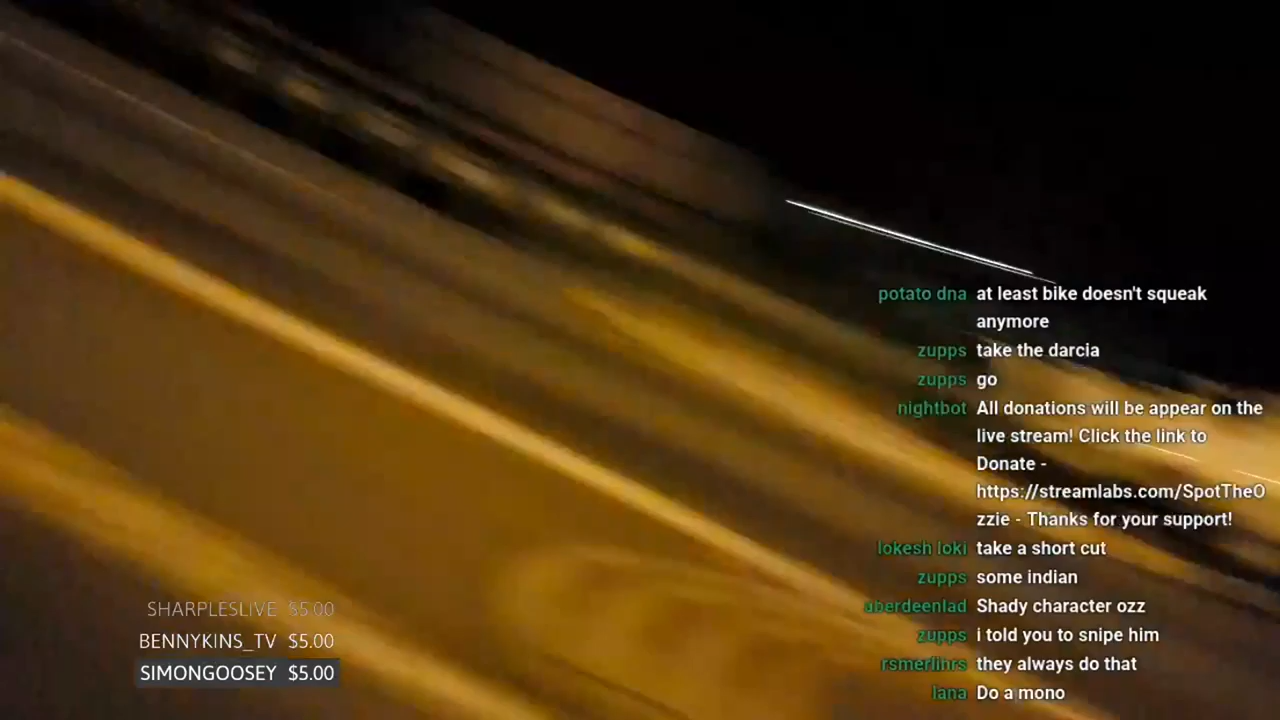 potato dna at least bike doesn't squeak
anymore
zupps take the darcia
zupps go
nightbot All donations will be appear on the
live stream! Click the link to
Donate -
https://streamlabs.com/SpotTheO
zzie - Thanks for your support!
lokesh loki take a short cut
zupps some indian
aberdeenlad Shady character ozz
zupps i told you to snipe him
rsmerlihrs they always do that
lana Do a mono
SHARPLESLIVE $5.00
BENNYKINS_TV $5.00
SIMONGOOSEY $5.00